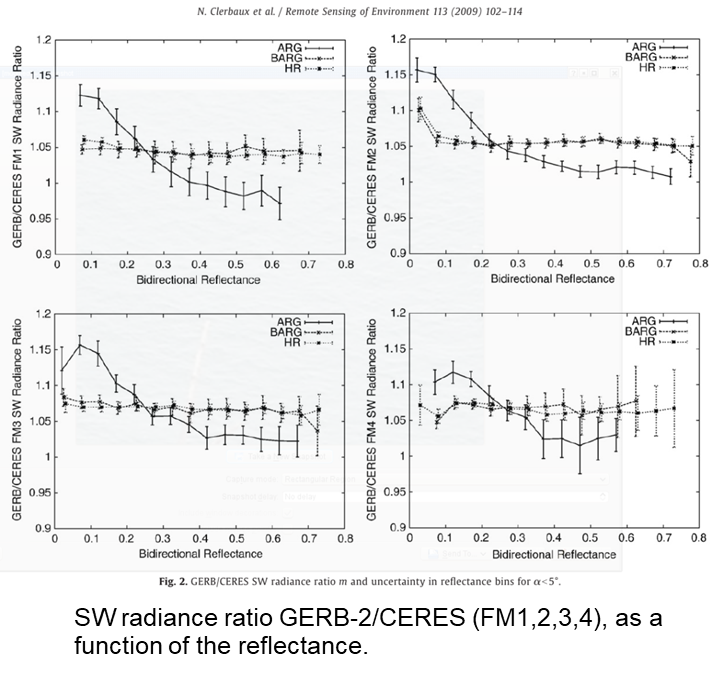 N. Clerbaux et al. / Remote Sensing of Environment 113 (2009) 102–114
GERB/CERES FM1 SW Radiance Ratio
1.2
1.15
1.1
1.05
1
0.95
0.9
ARG
BARG
HR
0 0.1 0.2 0.3 0.4 0.5 0.6 0.7 0.8
Bidirectional Reflectance
GERB/CERES FM2 SW Radiance Ratio
1.2
1.15
1.1
1.05
1
0.95
0.9
ARG
BARG
HR
0 0.1 0.2 0.3 0.4 0.5 0.6 0.7 0.8
Bidirectional Reflectance
GERB/CERES FM3 SW Radiance Ratio
1.2
1.15
1.1
1.05
1
0.95
0.9
ARG
BARG
HR
0 0.1 0.2 0.3 0.4 0.5 0.6 0.7 0.8
Bidirectional Reflectance
GERB/CERES FM4 SW Radiance Ratio
1.2
1.15
1.1
1.05
1
0.95
0.9
ARG
BARG
HR
0 0.1 0.2 0.3 0.4 0.5 0.6 0.7 0.8
Bidirectional Reflectance
Fig. 2. GERB/CERES SW radiance ratio m and uncertainty in reflectance bins for α<5°.
SW radiance ratio GERB-2/CERES (FM1,2,3,4), as a
function of the reflectance.